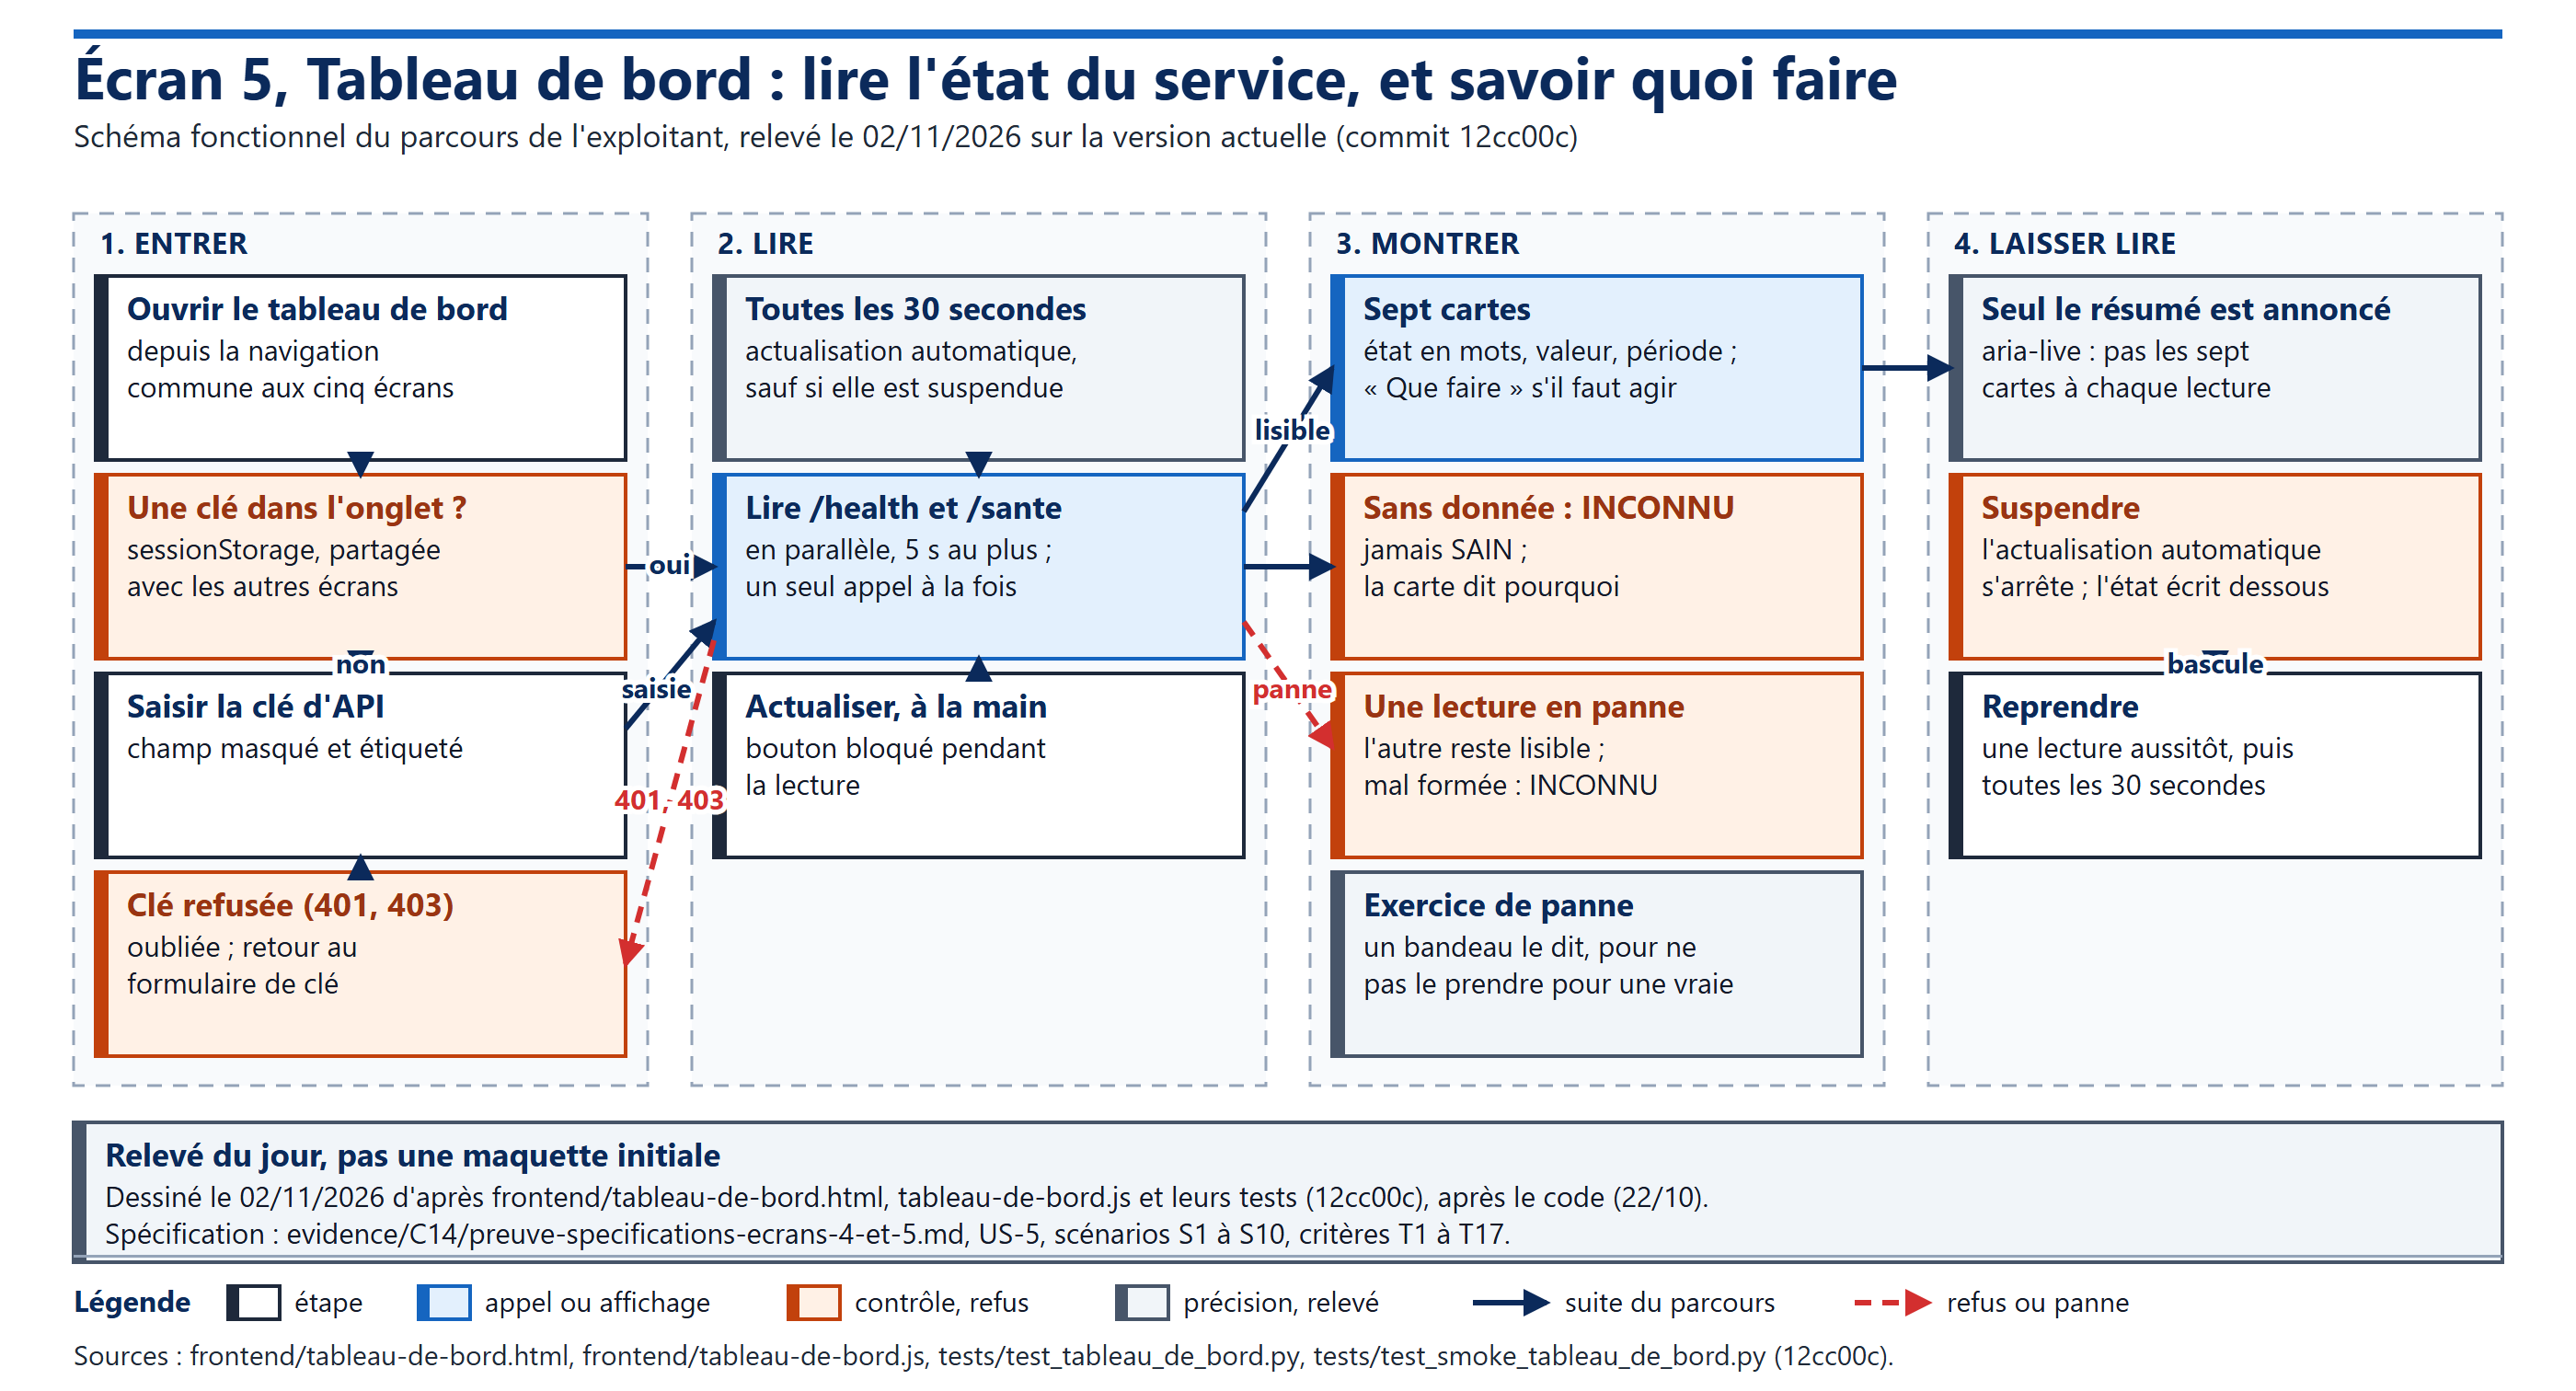 Écran 5, Tableau de bord : lire l'état du service, et savoir quoi faire
Schéma fonctionnel du parcours de l'exploitant, relevé le 02/11/2026 sur la version actuelle (commit 12cc00c)
1. ENTRER
Ouvrir le tableau de bord
depuis la navigation
commune aux cinq écrans
Une clé dans l'onglet ?
sessionStorage, partagée
avec les autres écrans
non
Saisir la clé d'API
champ masqué et étiqueté
Clé refusée (401, 403)
oubliée ; retour au
formulaire de clé
oui
saisie
401, 403
2. LIRE
Toutes les 30 secondes
actualisation automatique,
sauf si elle est suspendue
Lire /health et /sante
en parallèle, 5 s au plus ;
un seul appel à la fois
Actualiser, à la main
bouton bloqué pendant
la lecture
lisible
panne
3. MONTRER
Sept cartes
état en mots, valeur, période ;
« Que faire » s'il faut agir
Sans donnée : INCONNU
jamais SAIN ;
la carte dit pourquoi
Une lecture en panne
l'autre reste lisible ;
mal formée : INCONNU
Exercice de panne
un bandeau le dit, pour ne
pas le prendre pour une vraie
4. LAISSER LIRE
Seul le résumé est annoncé
aria-live : pas les sept
cartes à chaque lecture
Suspendre
l'actualisation automatique
s'arrête ; l'état écrit dessous
bascule
Reprendre
une lecture aussitôt, puis
toutes les 30 secondes
Relevé du jour, pas une maquette initiale
Dessiné le 02/11/2026 d'après frontend/tableau-de-bord.html, tableau-de-bord.js et leurs tests (12cc00c), après le code (22/10).
Spécification : evidence/C14/preuve-specifications-ecrans-4-et-5.md, US-5, scénarios S1 à S10, critères T1 à T17.
Légende
étape
appel ou affichage
contrôle, refus
précision, relevé
suite du parcours
refus ou panne
Sources : frontend/tableau-de-bord.html, frontend/tableau-de-bord.js, tests/test_tableau_de_bord.py, tests/test_smoke_tableau_de_bord.py (12cc00c).